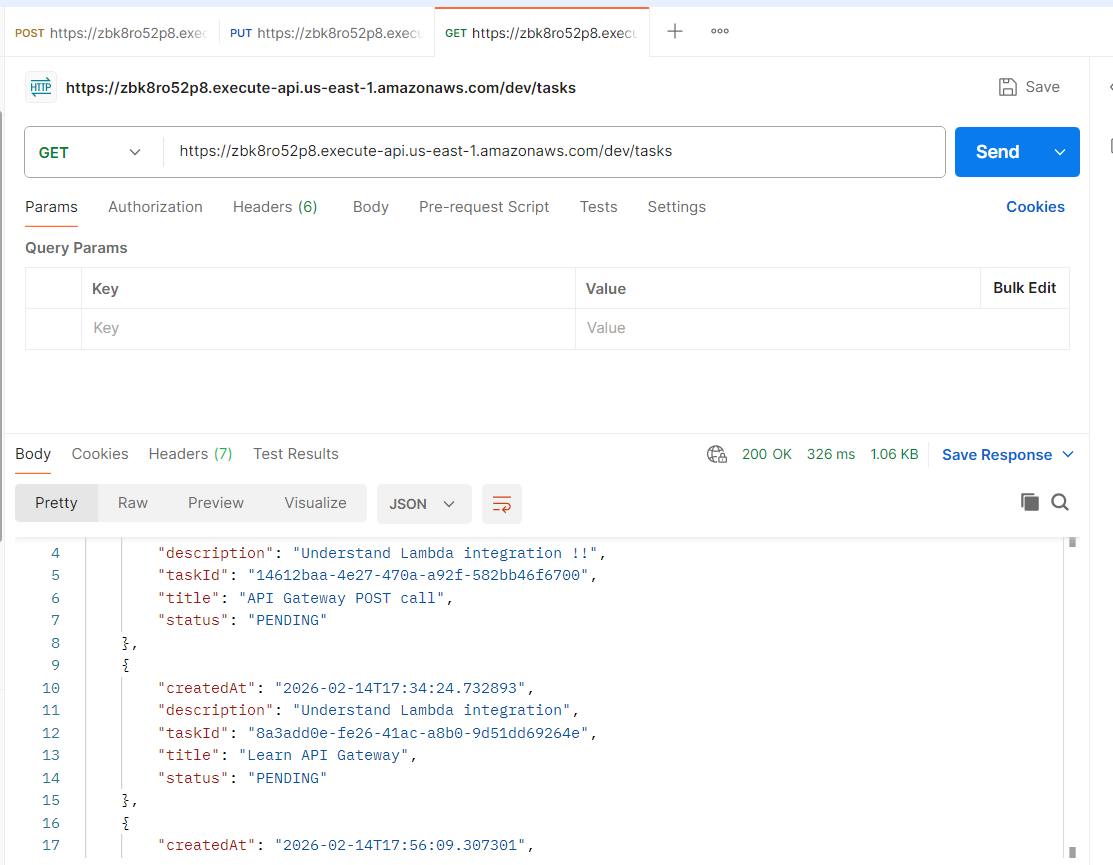 POST https://zbk8ro52p8.exec PUT https://zbk8ro52p8.execu GET https://zbk8ro52p8.execu
HTTP https://zbk8ro52p8.execute-api.us-east-1.amazonaws.com/dev/tasks Save
GET https://zbk8ro52p8.execute-api.us-east-1.amazonaws.com/dev/tasks Send
Params Authorization Headers (6) Body Pre-request Script Tests Settings Cookies
Query Params
Key Value Bulk Edit
Key Value
Body Cookies Headers (7) Test Results 200 OK 326 ms 1.06 KB Save Response
Pretty Raw Preview Visualize JSON
4 "description": "Understand Lambda integration !!",
5 "taskId": "14612baa-4e27-470a-a92f-582bb46f6700",
6 "title": "API Gateway POST call",
7 "status": "PENDING"
8 },
9 {
10 "createdAt": "2026-02-14T17:34:24.732893",
11 "description": "Understand Lambda integration",
12 "taskId": "8a3add0e-fe26-41ac-a8b0-9d51dd69264e",
13 "title": "Learn API Gateway",
14 "status": "PENDING"
15 },
16 {
17 "createdAt": "2026-02-14T17:56:09.307301",